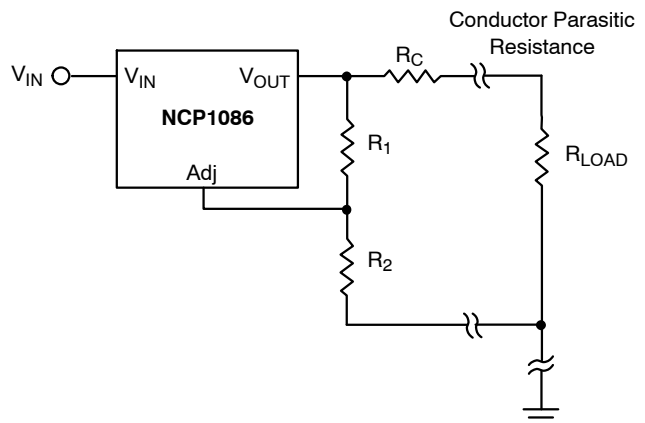 Conductor Parasitic
Resistance
R_C
V_IN
V_IN
V_OUT
NCP1086
R_1
R_LOAD
Adj
R_2